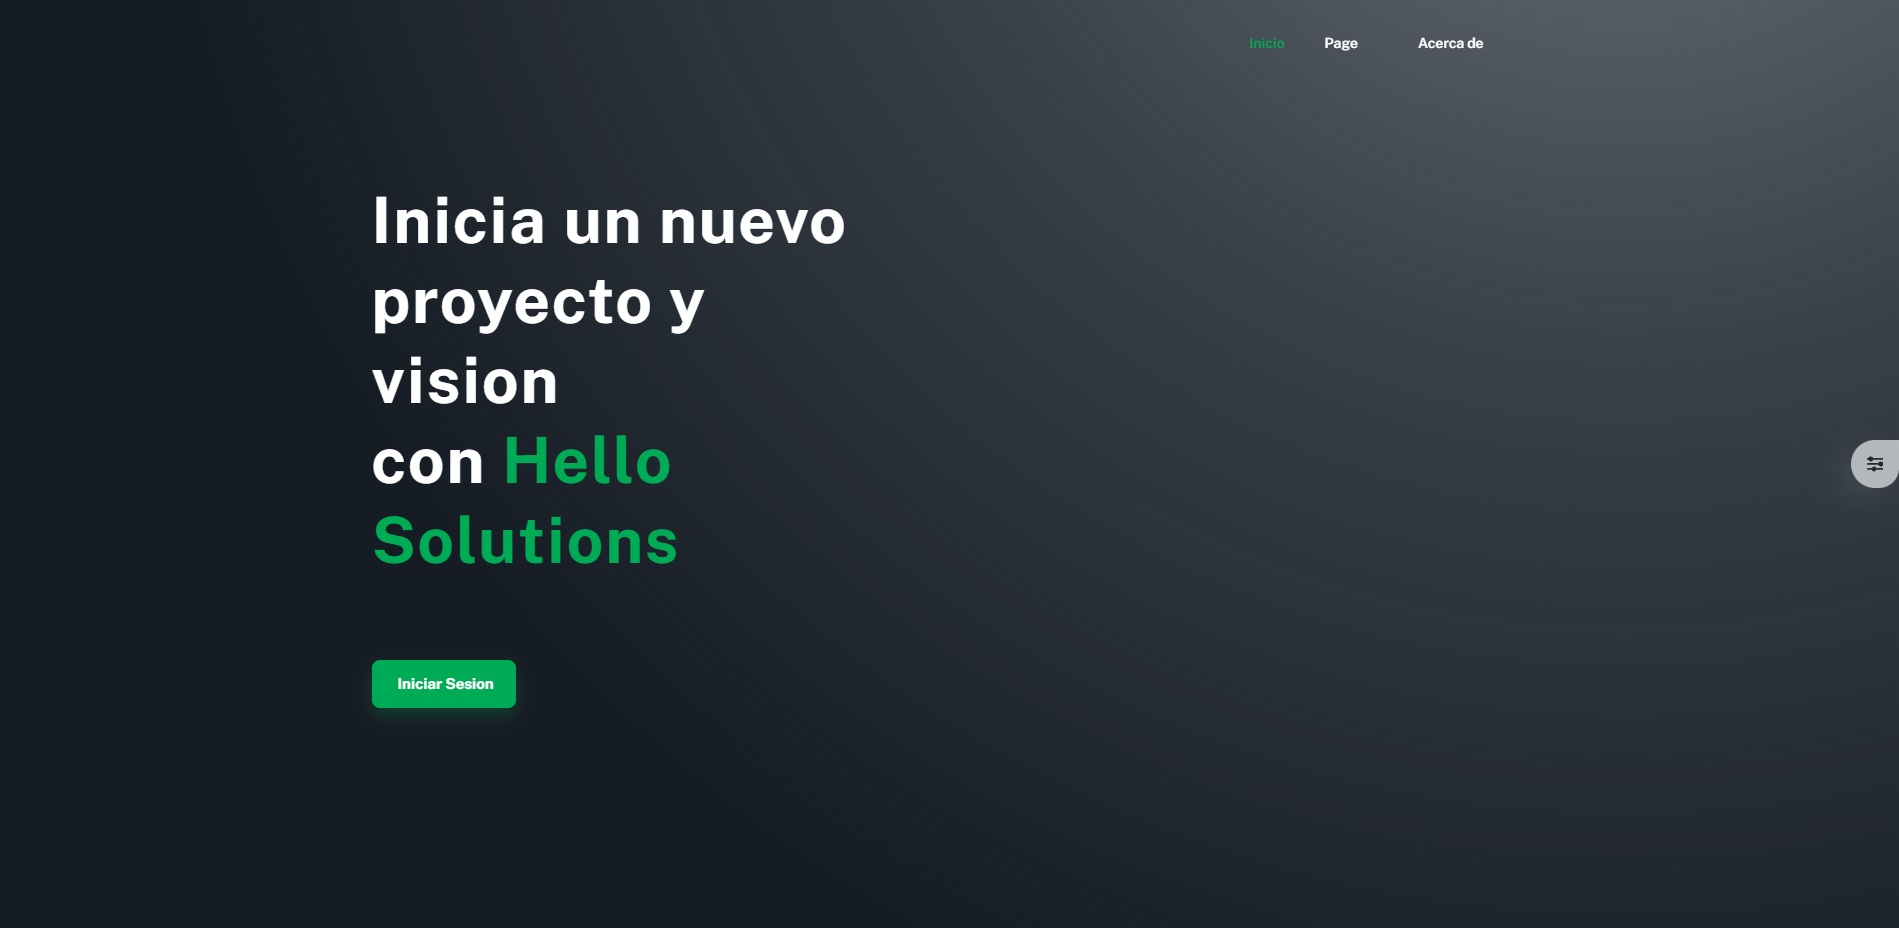 Inicio Page Acerca de
Inicia un nuevo
proyecto y
vision
con Hello
Solutions
Iniciar Sesion